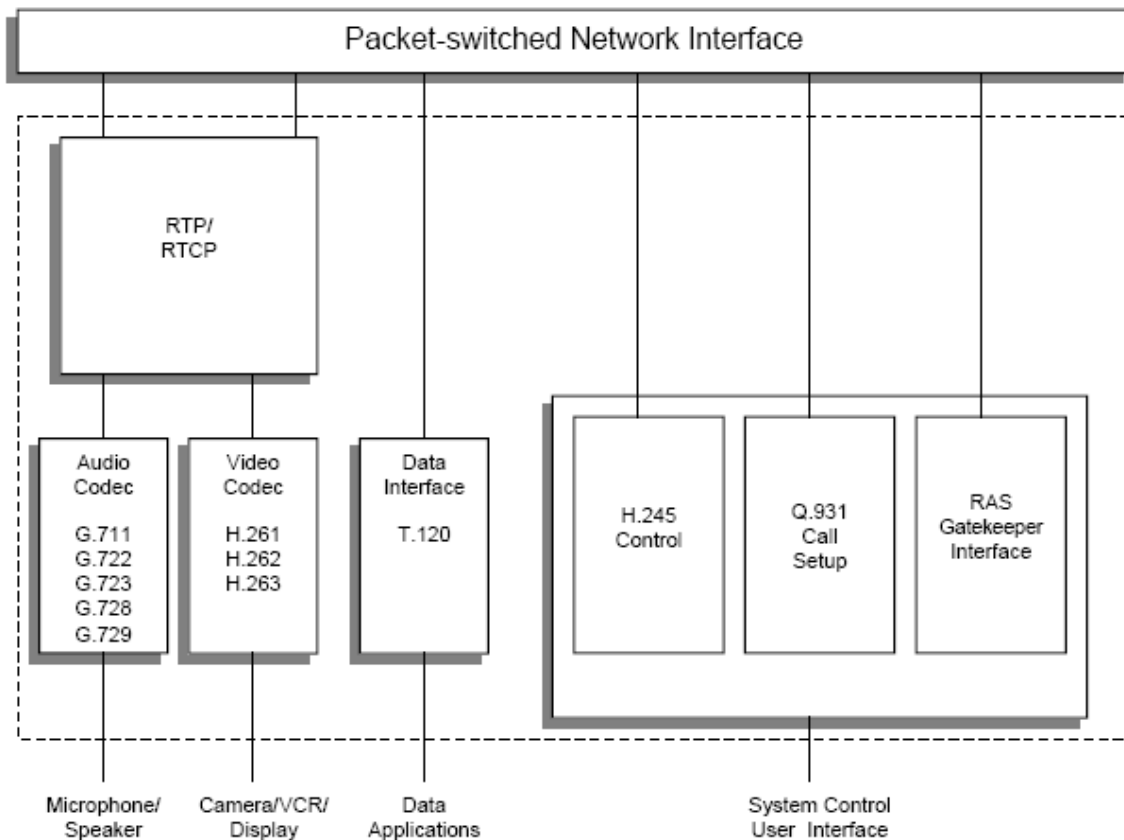 Packet-switched Network Interface
RTP/
RTCP
Audio
Codec
G.711
G.722
G.723
G.728
G.729
Video
Codec
H.261
H.262
H.263
Data
Interface
T.120
H.245
Control
Q.931
Call
Setup
RAS
Gatekeeper
Interface
Microphone/
Speaker
Camera/VCR/
Display
Data
Applications
System Control
User Interface